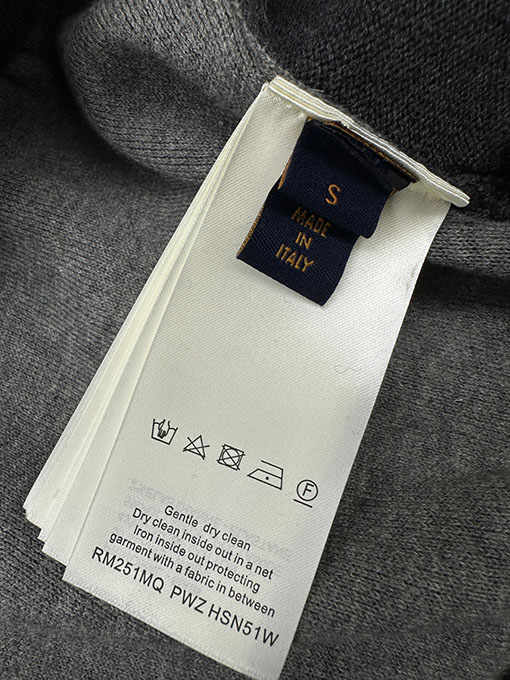 S
MADE
IN
ITALY
F
Gentle dry clean
Dry clean inside out in a net
Iron inside out protecting
garment with a fabric in between
RM251MQ PWZ HSN51W